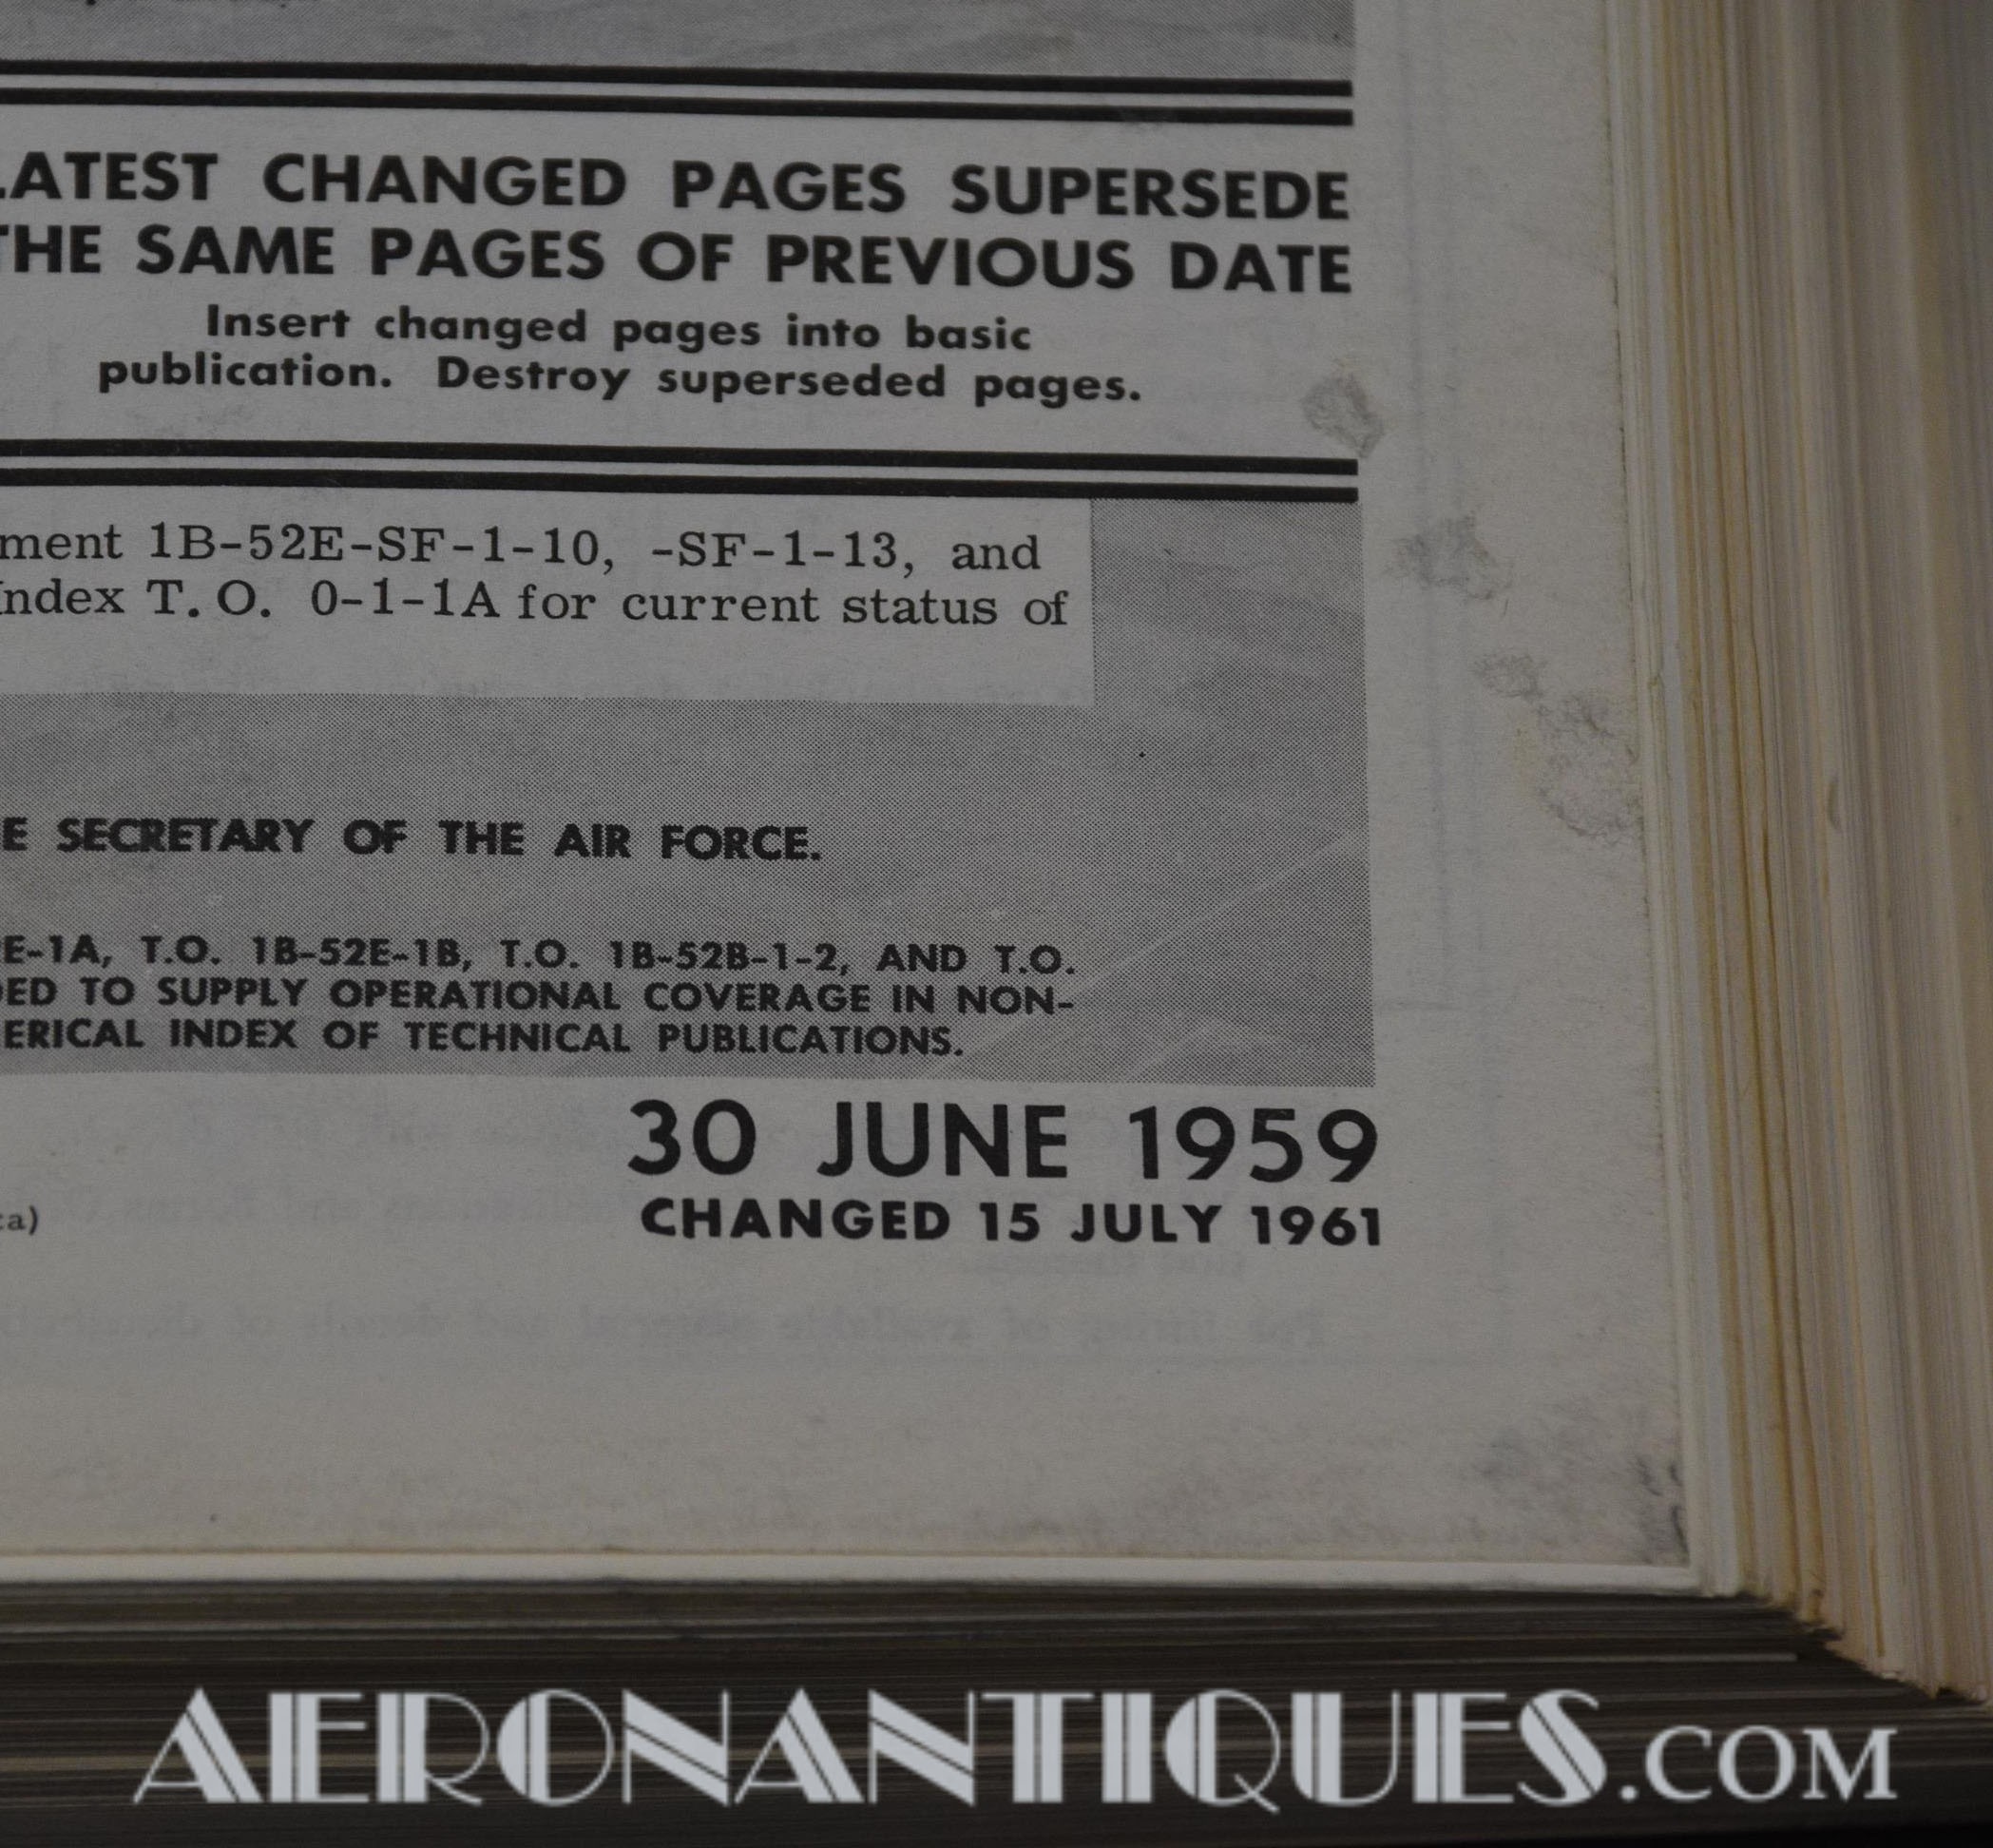 LATEST CHANGED PAGES SUPERSEDE
THE SAME PAGES OF PREVIOUS DATE
Insert changed pages into basic
publication. Destroy superseded pages.
ment 1B-52E-SF-1-10, -SF-1-13, and
Index T. O. 0-1-1A for current status of
E SECRETARY OF THE AIR FORCE.
E-1A, T.O. 1B-52E-1B, T.O. 1B-52B-1-2, AND T.O.
DED TO SUPPLY OPERATIONAL COVERAGE IN NON-
ERICAL INDEX OF TECHNICAL PUBLICATIONS.
30 JUNE 1959
ca) CHANGED 15 JULY 1961
AERONANTIQUES.COM